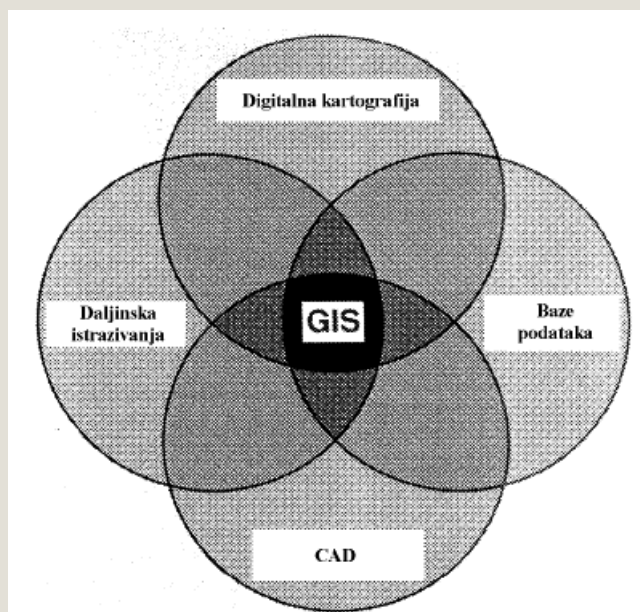 Digitalna kartografija
Daljinska
istrazivanja
GIS
Baze
podataka
CAD